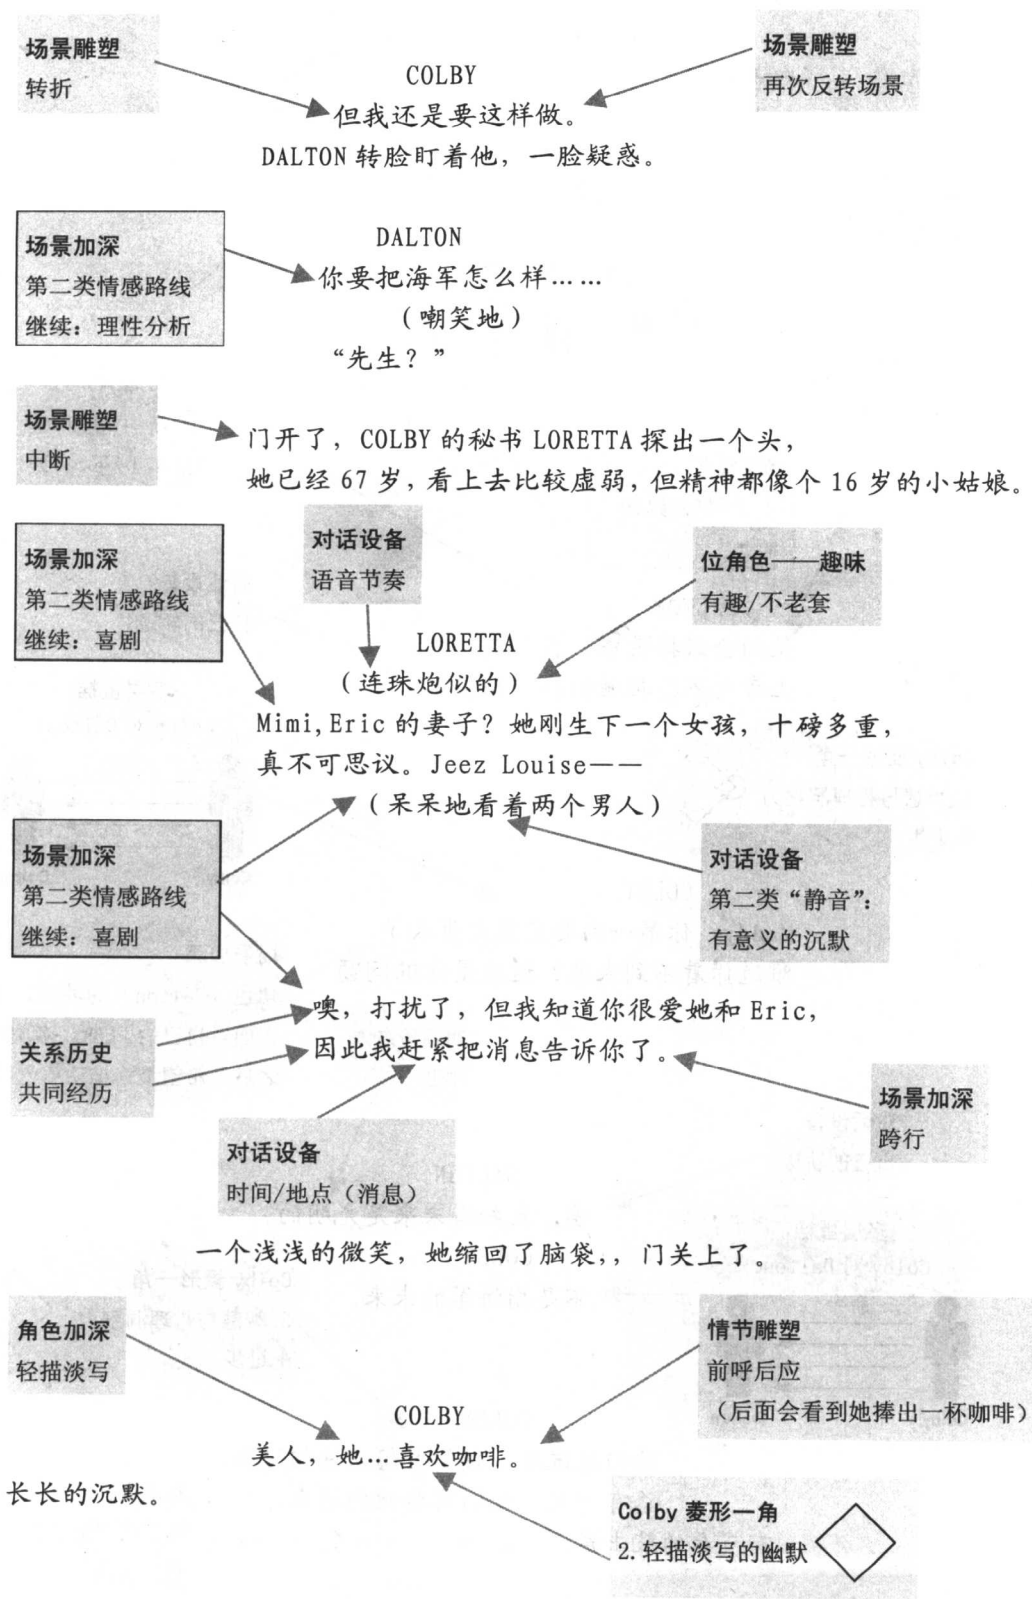 场景雕塑
转折
场景雕塑
再次反转场景
COLBY
但我还是要这样做。
DALTON 转脸盯着他，一脸疑惑。
场景加深
第二类情感路线
继续：理性分析
DALTON
你要把海军怎么样……
（嘲笑地）
“先生？”
场景雕塑
中断
门开了，COLBY 的秘书 LORETTA 探出一个头，
她已经 67 岁，看上去比较虚弱，但精神都像个 16 岁的小姑娘。
场景加深
第二类情感路线
继续：喜剧
对话设备
语音节奏
位角色——趣味
有趣/不老套
LORETTA
（连珠炮似的）
Mimi,Eric 的妻子？她刚生下一个女孩，十磅多重，
真不可思议。Jeez Louise——
（呆呆地看着两个男人）
场景加深
第二类情感路线
继续：喜剧
对话设备
第二类“静音”：
有意义的沉默
噢，打扰了，但我知道你很爱她和 Eric，
因此我赶紧把消息告诉你了。
关系历史
共同经历
场景加深
跨行
对话设备
时间/地点（消息）
一个浅浅的微笑，她缩回了脑袋，，门关上了。
角色加深
轻描淡写
情节雕塑
前呼后应
（后面会看到她捧出一杯咖啡）
COLBY
美人，她…喜欢咖啡。
长长的沉默。
Colby 菱形一角
2.轻描淡写的幽默